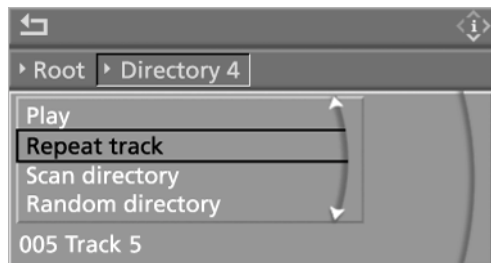 i
Root Directory 4
Play
Repeat track
Scan directory
Random directory
005 Track 5